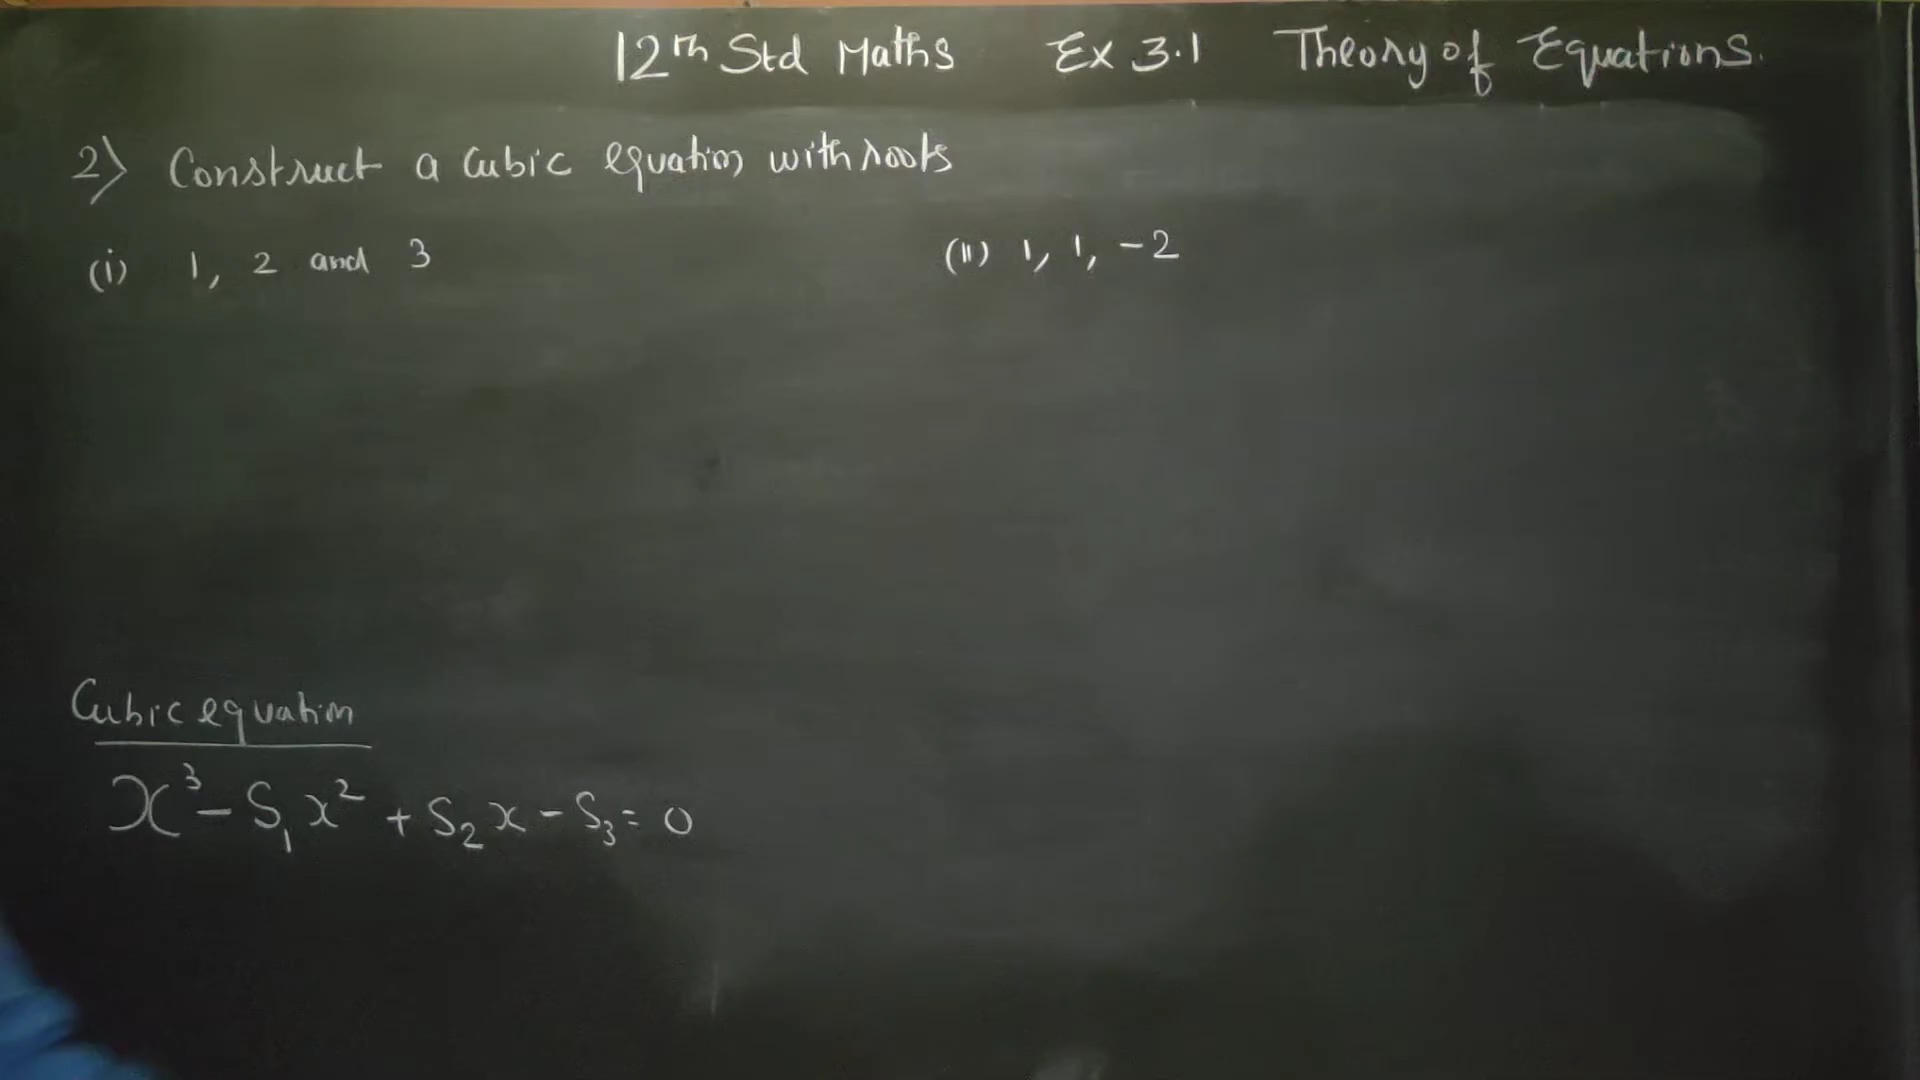 12th Std Maths Ex 3.1 Theory of Equations.
2) Construct a Cubic equation with roots
(i) 1, 2 and 3
(ii) 1, 1, -2
Cubic equation
x³ - S₁x² + S₂x - S₃ = 0